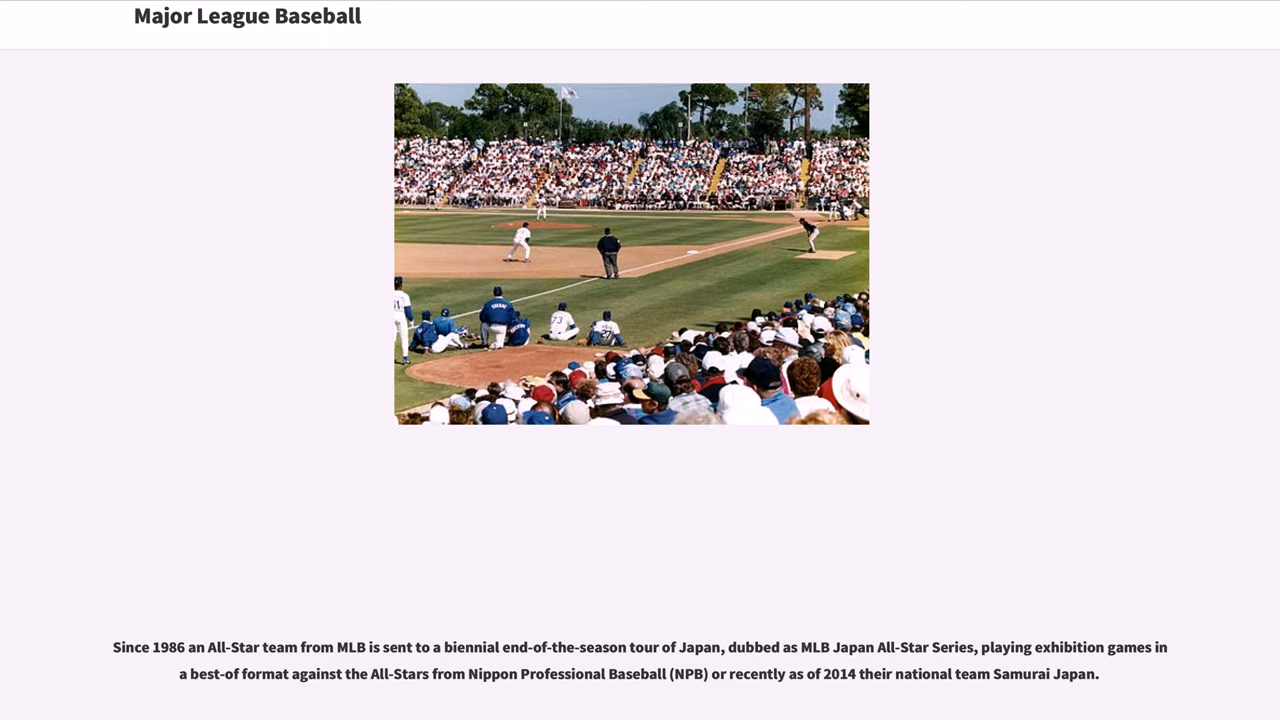 Major League Baseball
Since 1986 an All-Star team from MLB is sent to a biennial end-of-the-season tour of Japan, dubbed as MLB Japan All-Star Series, playing exhibition games in
a best-of format against the All-Stars from Nippon Professional Baseball (NPB) or recently as of 2014 their national team Samurai Japan.